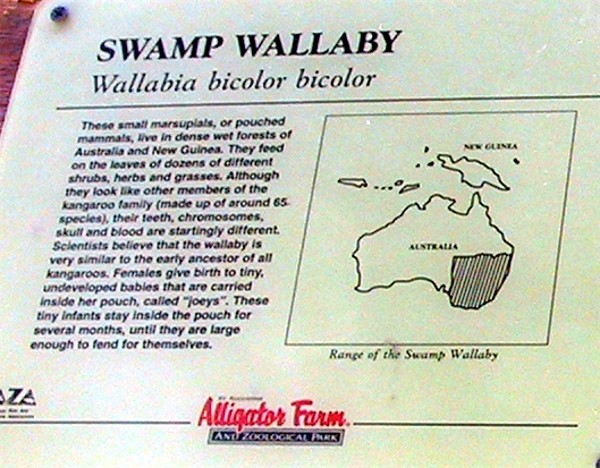 SWAMP WALLABY
Wallabia bicolor bicolor
These small marsupials, or pouched
mammals, live in dense wet forests of
Australia and New Guinea. They feed
on the leaves of dozens of different
shrubs, herbs and grasses. Although
they look like other members of the
kangaroo family (made up of around 65
species), their teeth, chromosomes,
skull and blood are startingly different.
Scientists believe that the wallaby is
very similar to the early ancestor of all
kangaroos. Females give birth to tiny,
undeveloped babies that are carried
inside her pouch, called "joeys". These
tiny infants stay inside the pouch for
several months, until they are large
enough to fend for themselves.
NEW GUINEA
AUSTRALIA
Range of the Swamp Wallaby
AZA
Alligator Farm
AND ZOOLOGICAL PARK